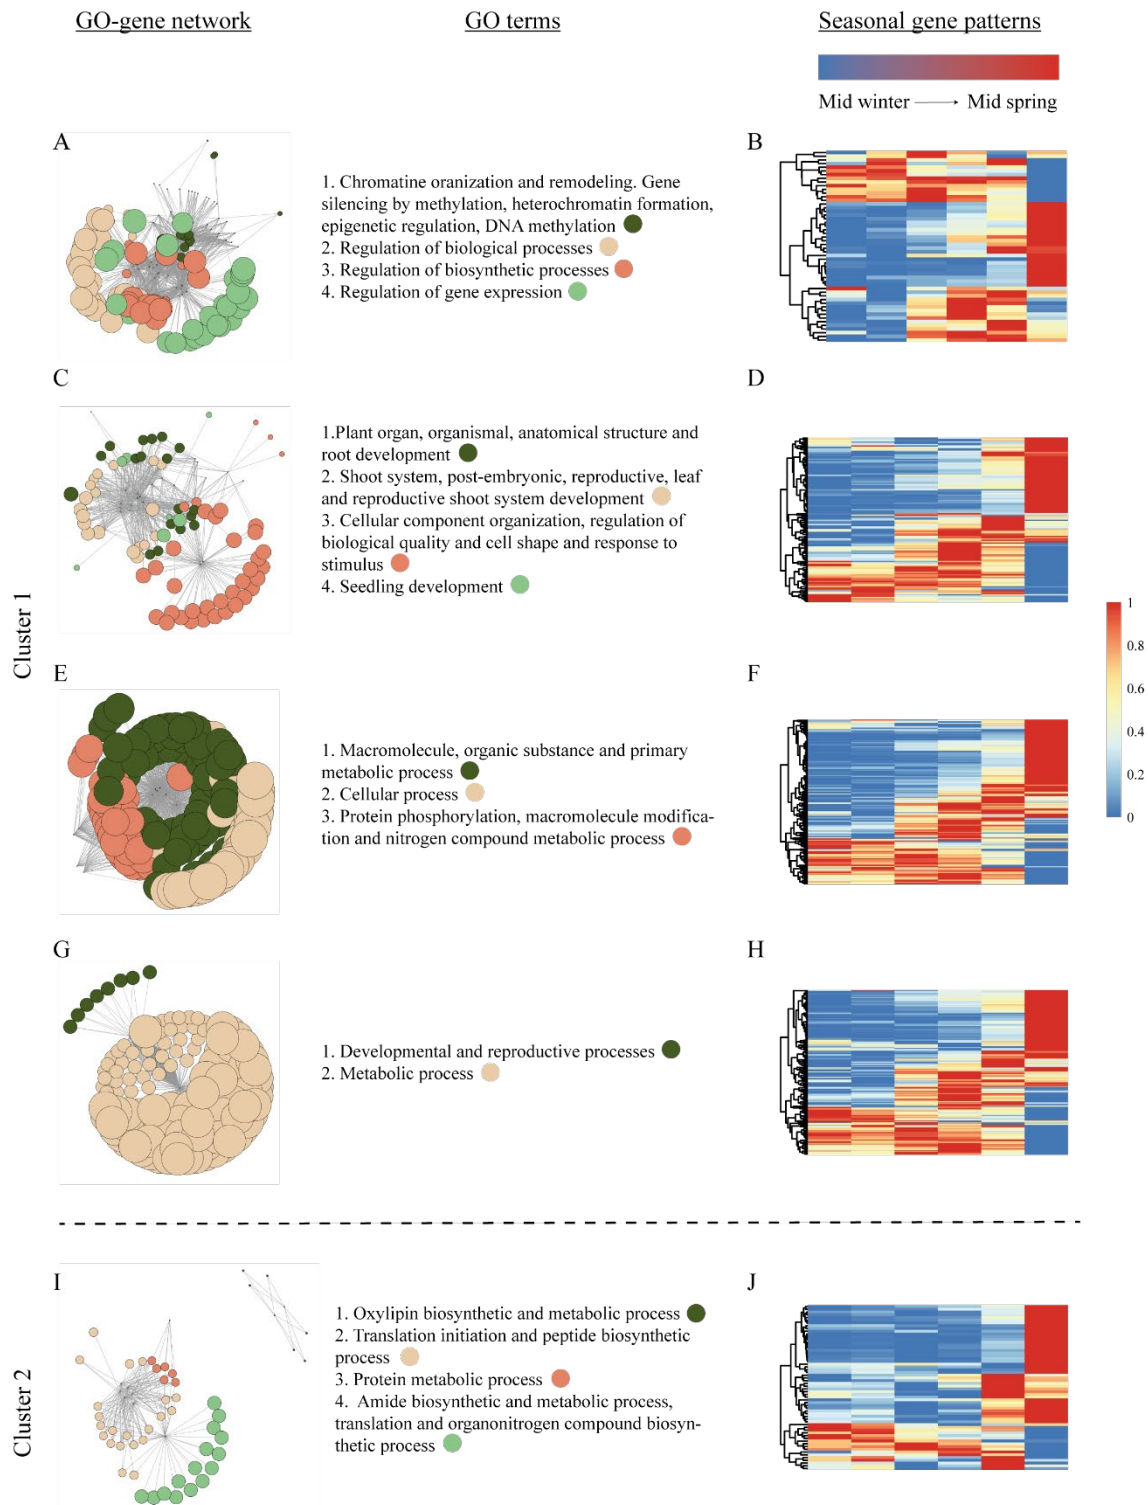 GO-gene network
GO terms
Seasonal gene patterns
Mid winter
Mid spring
A
1. Chromatine oranization and remodeling. Gene
silencing by methylation, heterochromatin formation,
epigenetic regulation, DNA methylation
2. Regulation of biological processes
3. Regulation of biosynthetic processes
4. Regulation of gene expression
B
C
1.Plant organ, organismal, anatomical structure and
root development
2. Shoot system, post-embryonic, reproductive, leaf
and reproductive shoot system development
3. Cellular component organization, regulation of
biological quality and cell shape and response to
stimulus
4. Seedling development
D
Cluster 1
1
0.8
0.6
0.4
0.2
0
E
1. Macromolecule, organic substance and primary
metabolic process
2. Cellular process
3. Protein phosphorylation, macromolecule modifica-
tion and nitrogen compound metabolic process
F
G
1. Developmental and reproductive processes
2. Metabolic process
H
Cluster 2
I
1. Oxylipin biosynthetic and metabolic process
2. Translation initiation and peptide biosynthetic
process
3. Protein metabolic process
4. Amide biosynthetic and metabolic process,
translation and organonitrogen compound biosyn-
thetic process
J